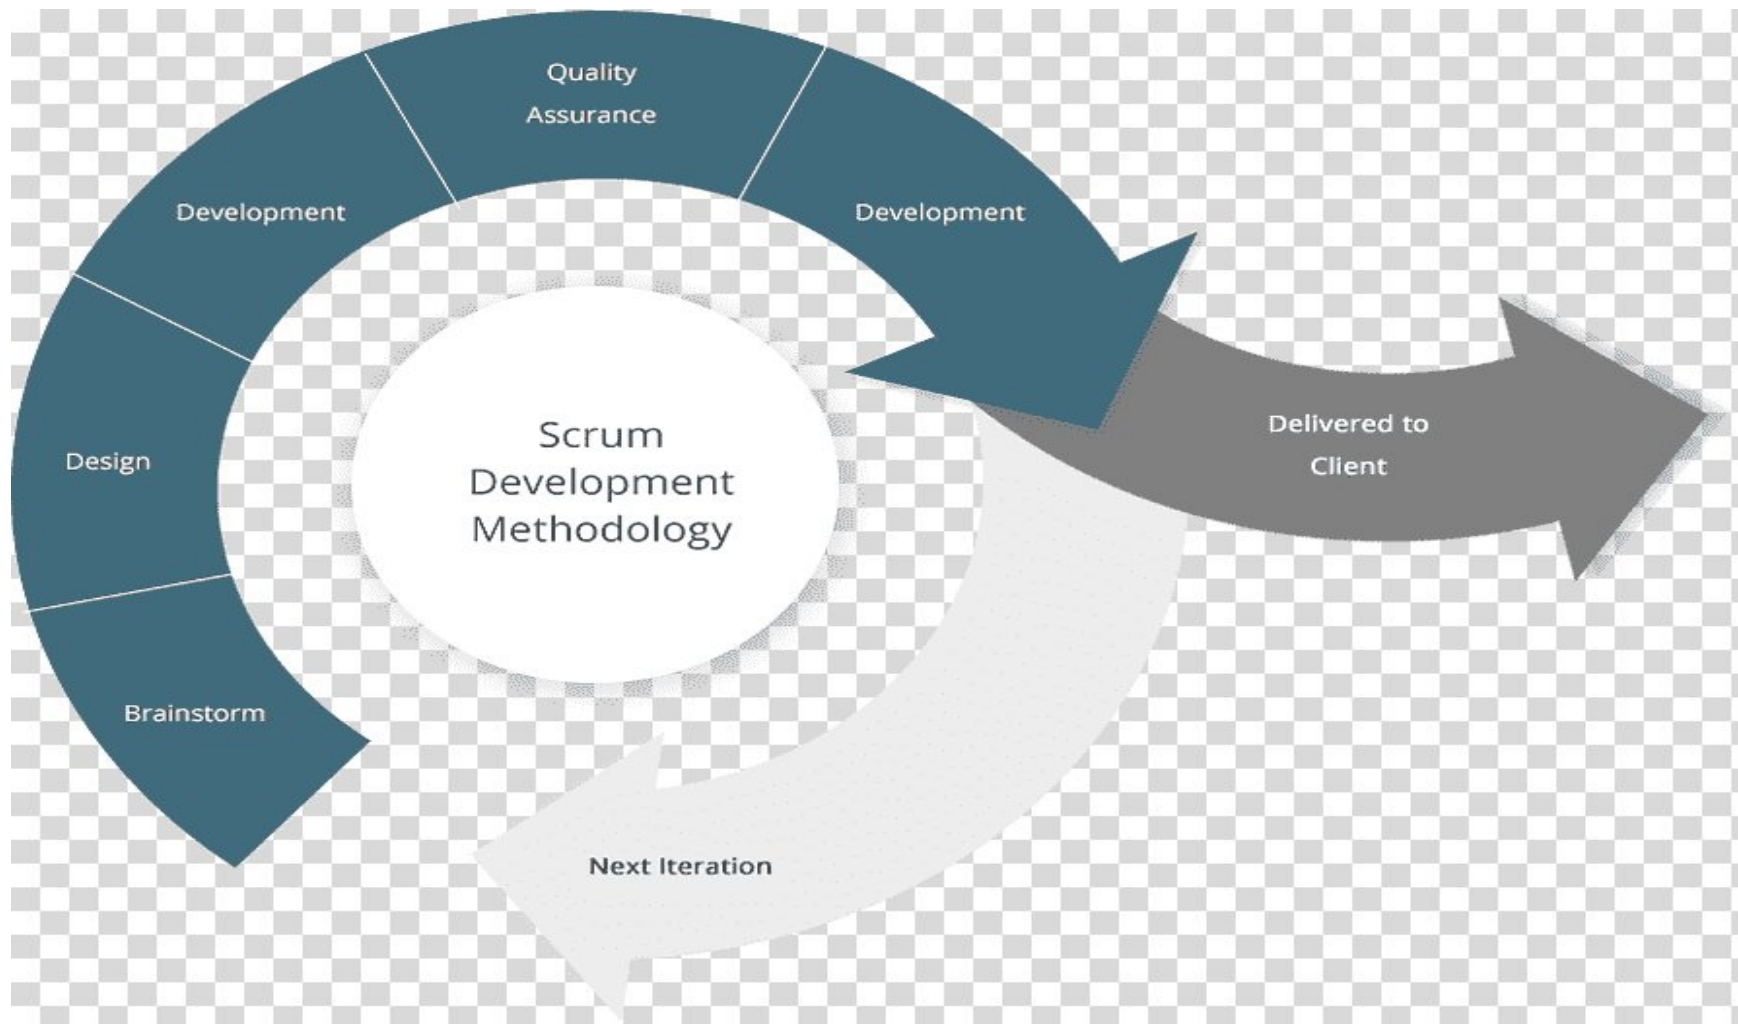 Quality
Assurance
Development
Development
Design
Brainstorm
Scrum
Development
Methodology
Delivered to
Client
Next Iteration